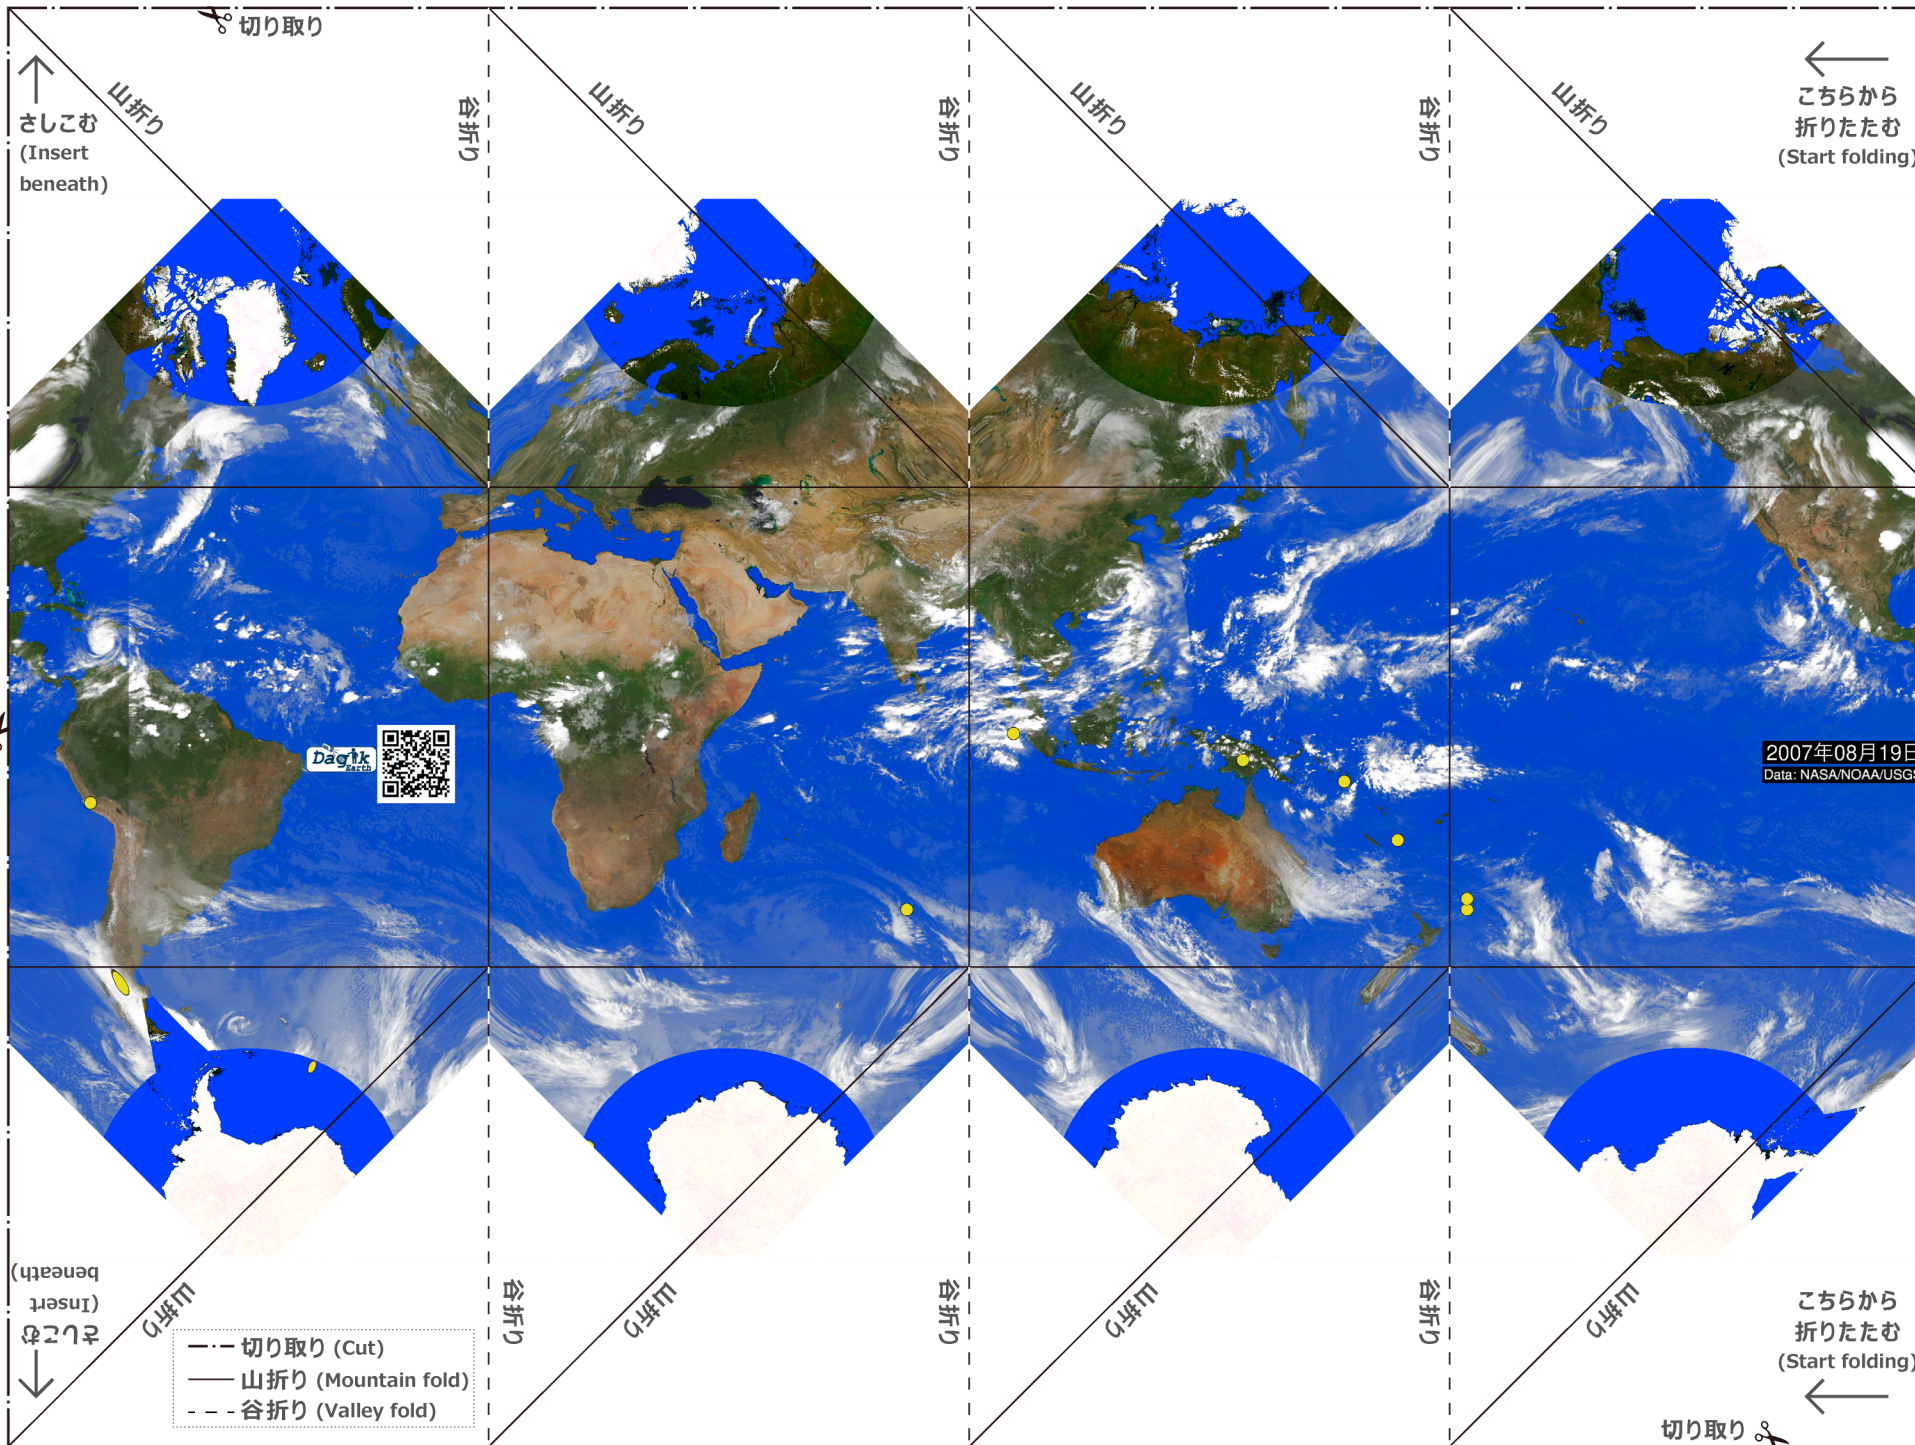 切り取り
さしこむ
(Insert
beneath)
山折り
谷折り
山折り
谷折り
山折り
谷折り
山折り
こちらから
折りたたむ
(Start folding)
Dagik
Earth
2007年08月19日
Data: NASA/NOAA/USGS
さしこむ
(Insert
beneath)
山折り
谷折り
山折り
谷折り
山折り
谷折り
山折り
こちらから
折りたたむ
(Start folding)
切り取り (Cut)
山折り (Mountain fold)
谷折り (Valley fold)
切り取り